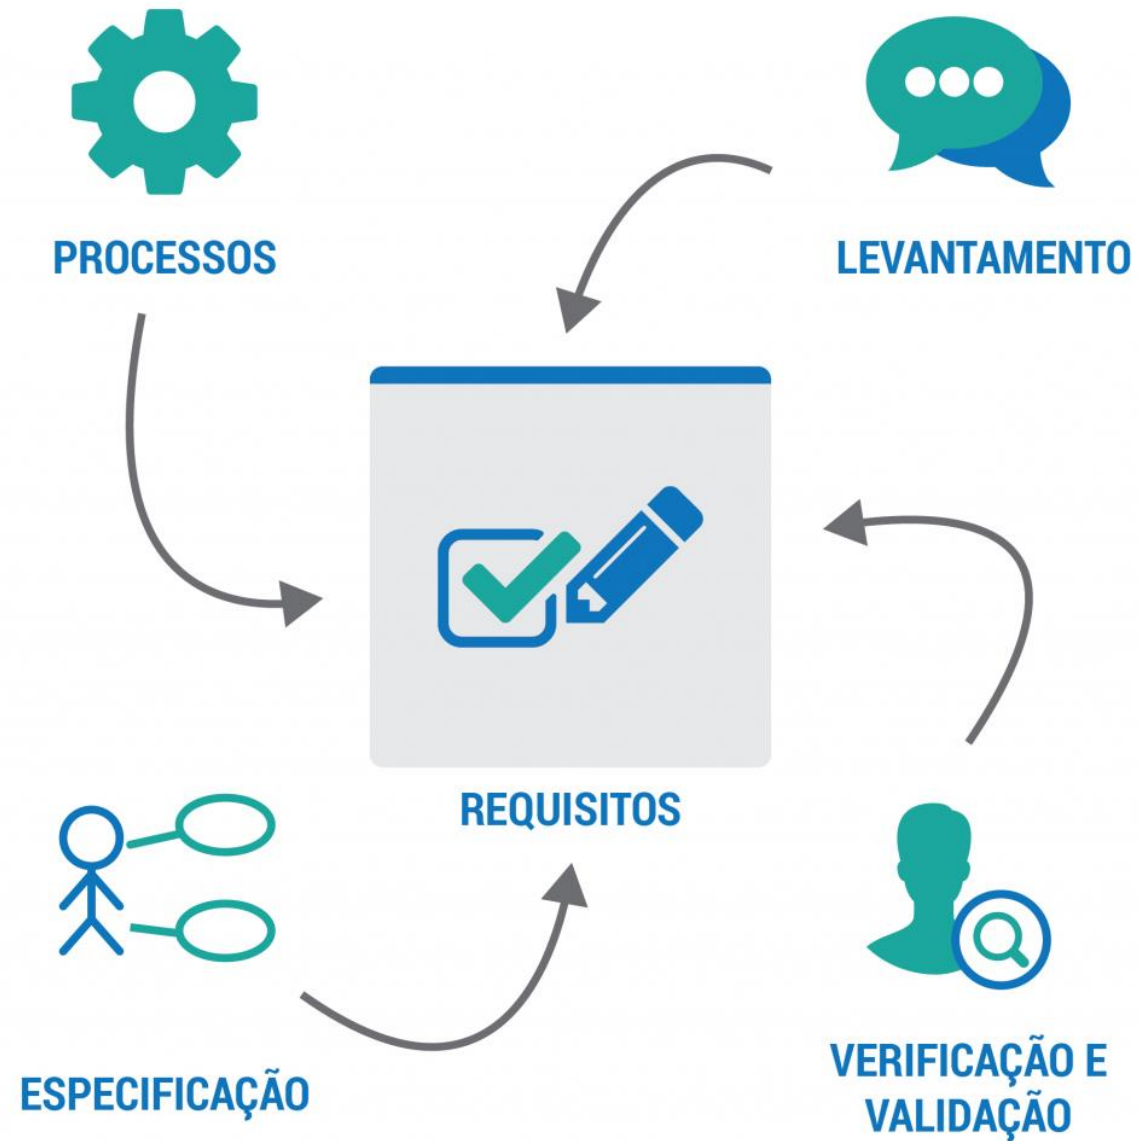 PROCESSOS
LEVANTAMENTO
REQUISITOS
ESPECIFICAÇÃO
VERIFICAÇÃO E
VALIDAÇÃO